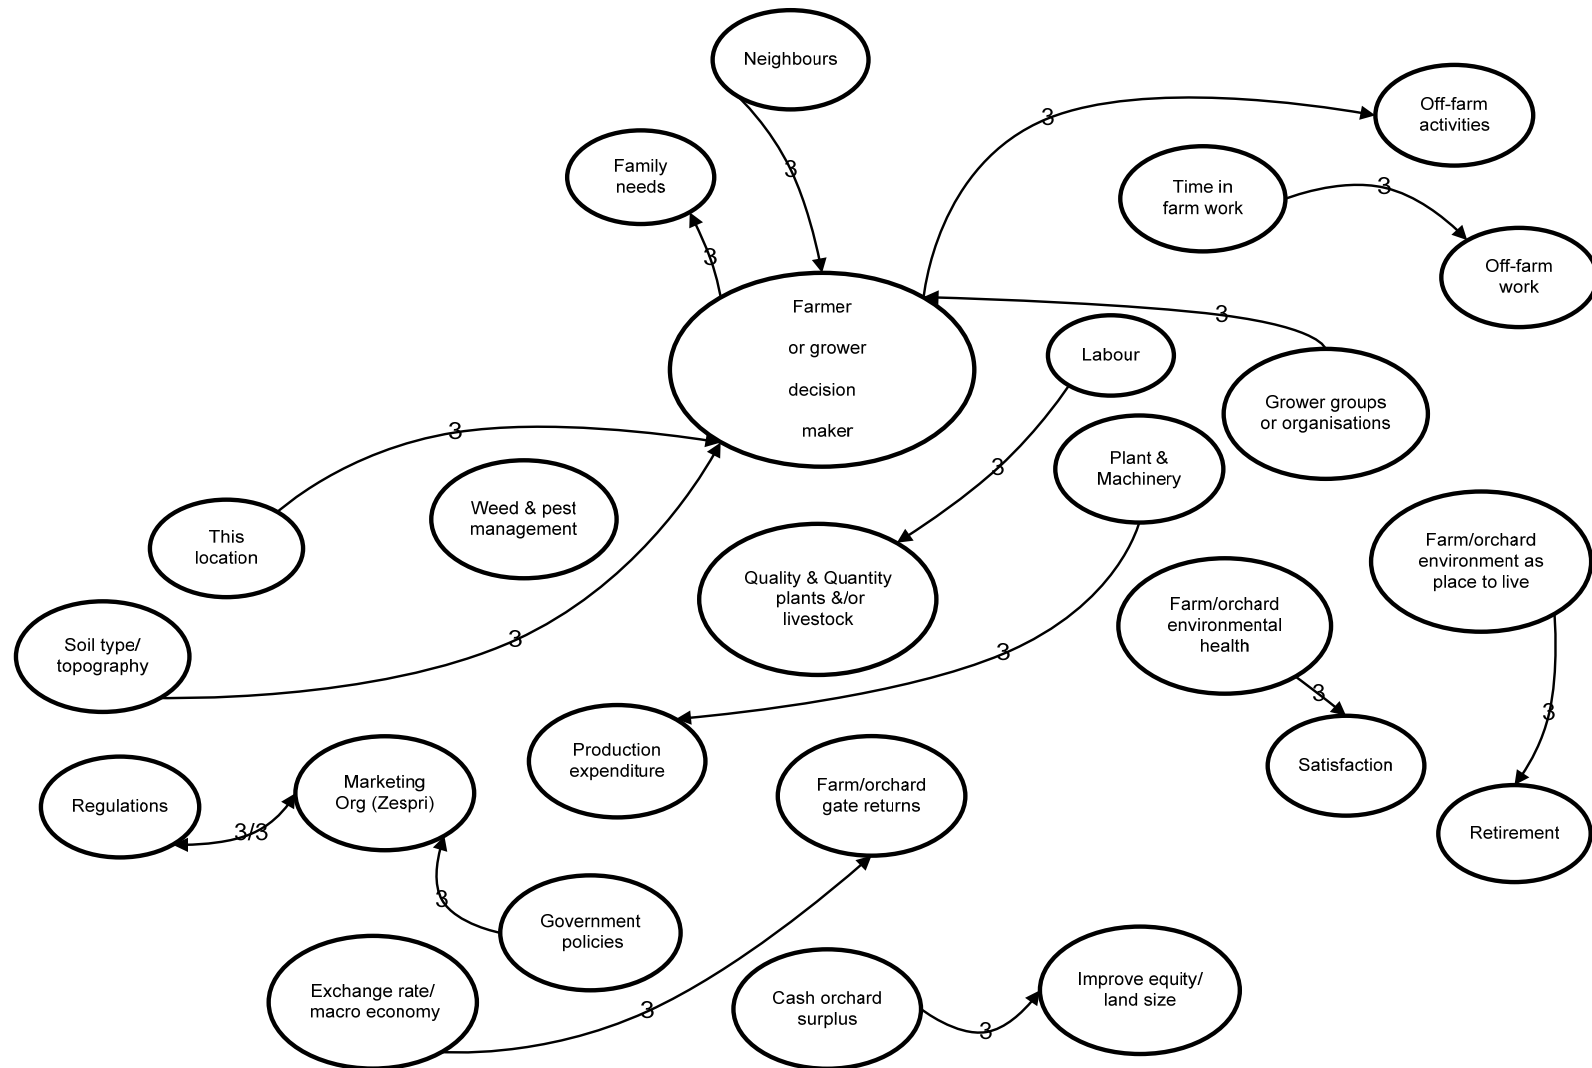 Neighbours
3
Off-farm
activities
3
Family
needs
3
Time in
farm work
3
Off-farm
work
3
Farmer
or grower
decision
maker
3
Labour
3
Grower groups
or organisations
Plant &
Machinery
3
This
location
3
Weed & pest
management
Quality & Quantity
plants &/or
livestock
Farm/orchard
environment as
place to live
3
Farm/orchard
environmental
health
3
Soil type/
topography
3
Satisfaction
Retirement
Production
expenditure
Farm/orchard
gate returns
Regulations
3/3
Marketing
Org (Zespri)
3
Government
policies
Exchange rate/
macro economy
3
Cash orchard
surplus
3
Improve equity/
land size